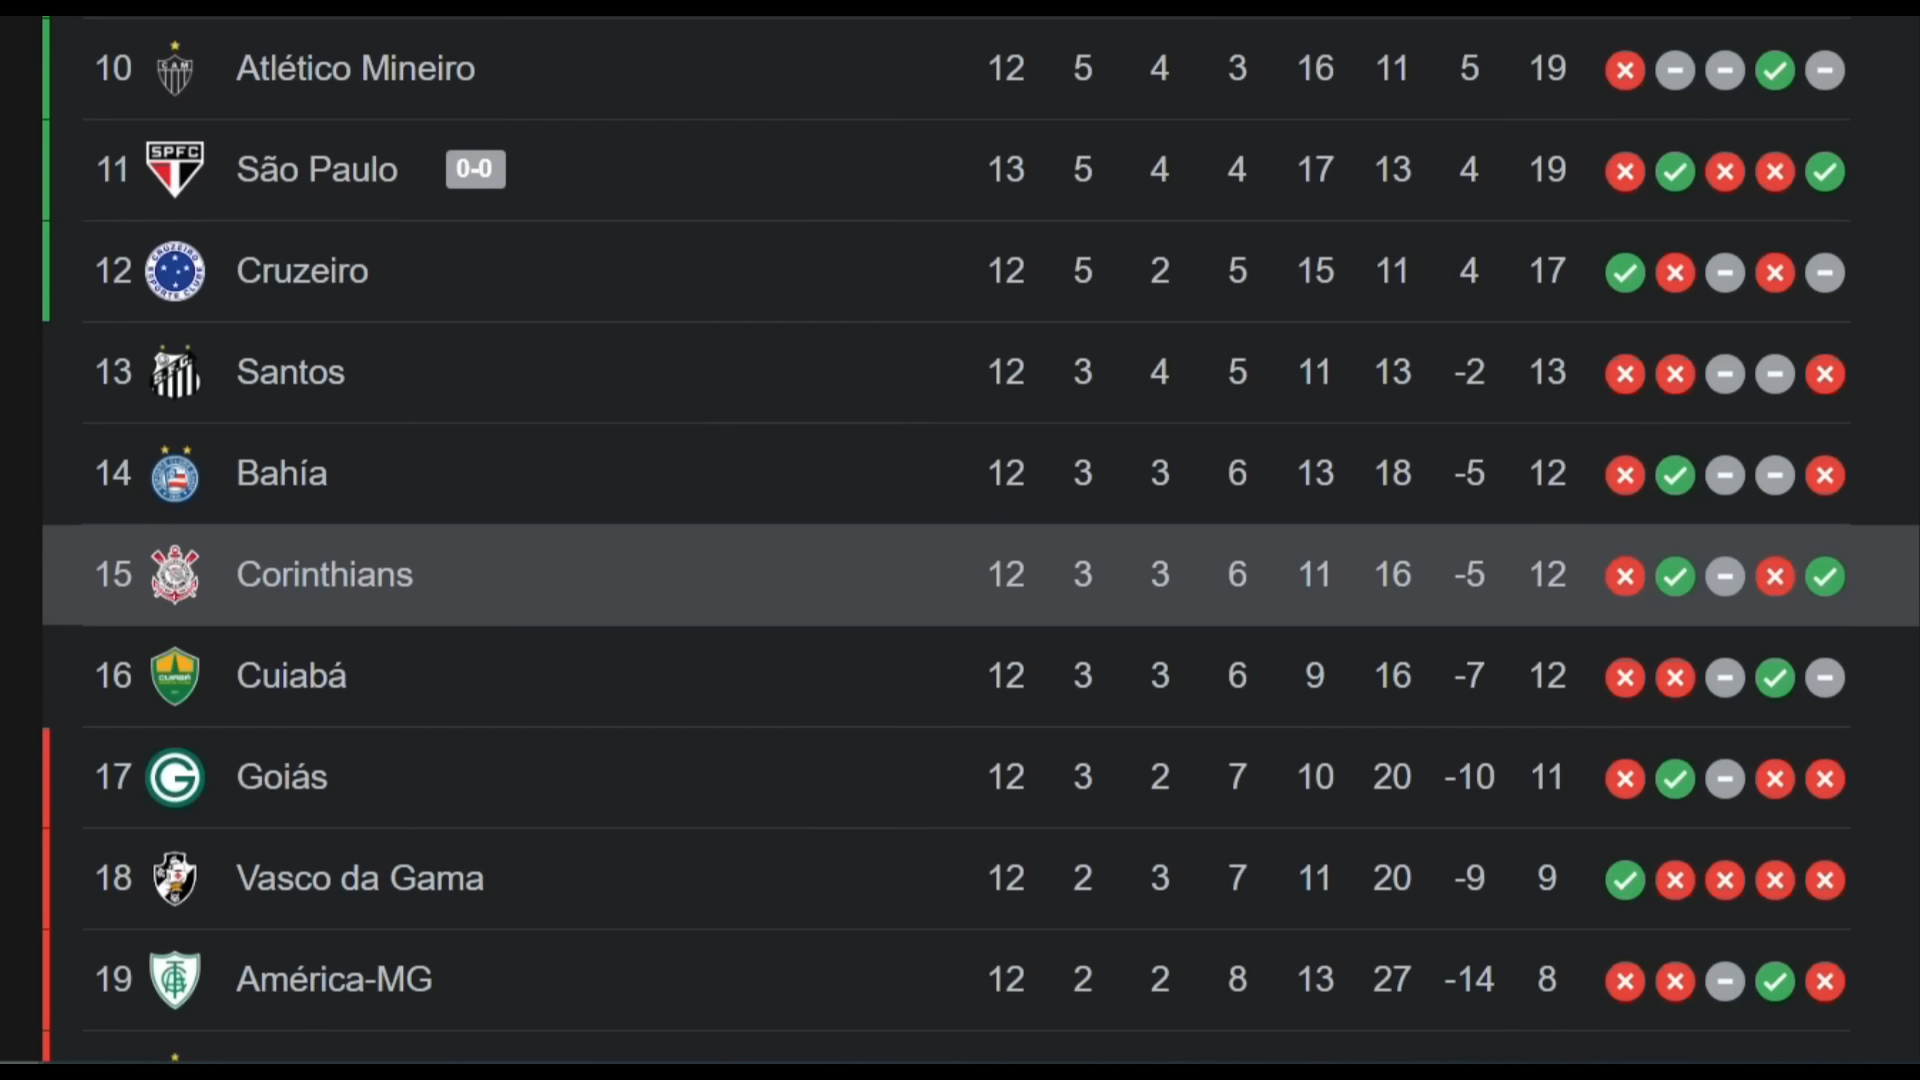 10 CAM Atlético Mineiro 12 5 4 3 16 11 5 19
11 SPFC São Paulo 0-0 13 5 4 4 17 13 4 19
12 CRUZEIRO ESPORTE CLUBE Cruzeiro 12 5 2 5 15 11 4 17
13 Santos 12 3 4 5 11 13 -2 13
14 Bahía 12 3 3 6 13 18 -5 12
15 Corinthians 12 3 3 6 11 16 -5 12
16 CUIABÁ Cuiabá 12 3 3 6 9 16 -7 12
17 G Goiás 12 3 2 7 10 20 -10 11
18 Vasco da Gama 12 2 3 7 11 20 -9 9
19 América-MG 12 2 2 8 13 27 -14 8